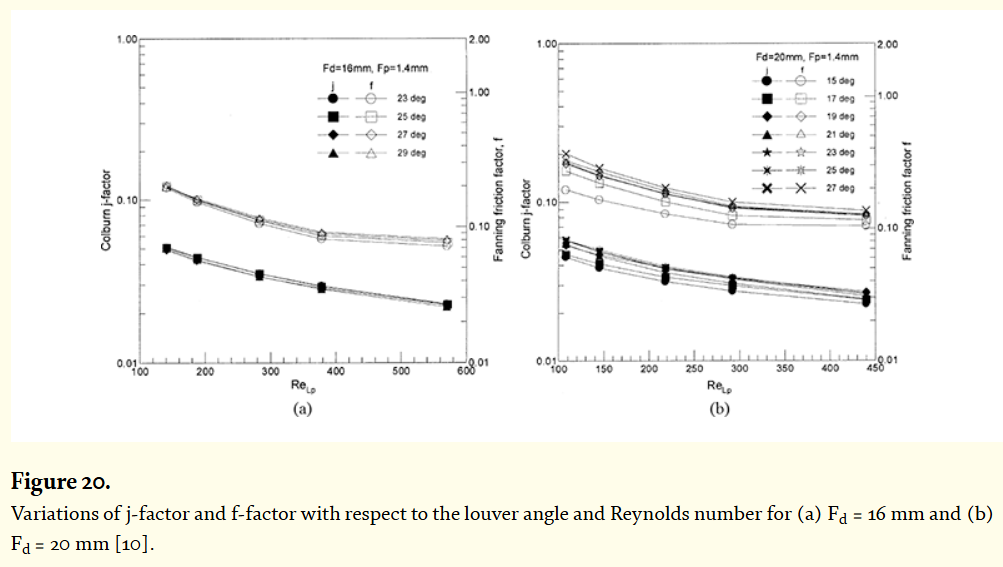 1.00
0.10
0.01
Colburn j-factor
2.00
1.00
0.10
0.01
Fanning friction factor, f
Fd=16mm, Fp=1.4mm
j f
23 deg
25 deg
27 deg
29 deg
100 200 300 400 500 600
ReLp
(a)
1.00
0.10
0.01
Colburn j-factor
2.00
1.00
0.10
0.01
Fanning friction factor f
Fd=20mm, Fp=1.4mm
j f
15 deg
17 deg
19 deg
21 deg
23 deg
25 deg
27 deg
100 150 200 250 300 350 400 450
ReLp
(b)
Figure 20.
Variations of j-factor and f-factor with respect to the louver angle and Reynolds number for (a) Fd = 16 mm and (b)
Fd = 20 mm [10].